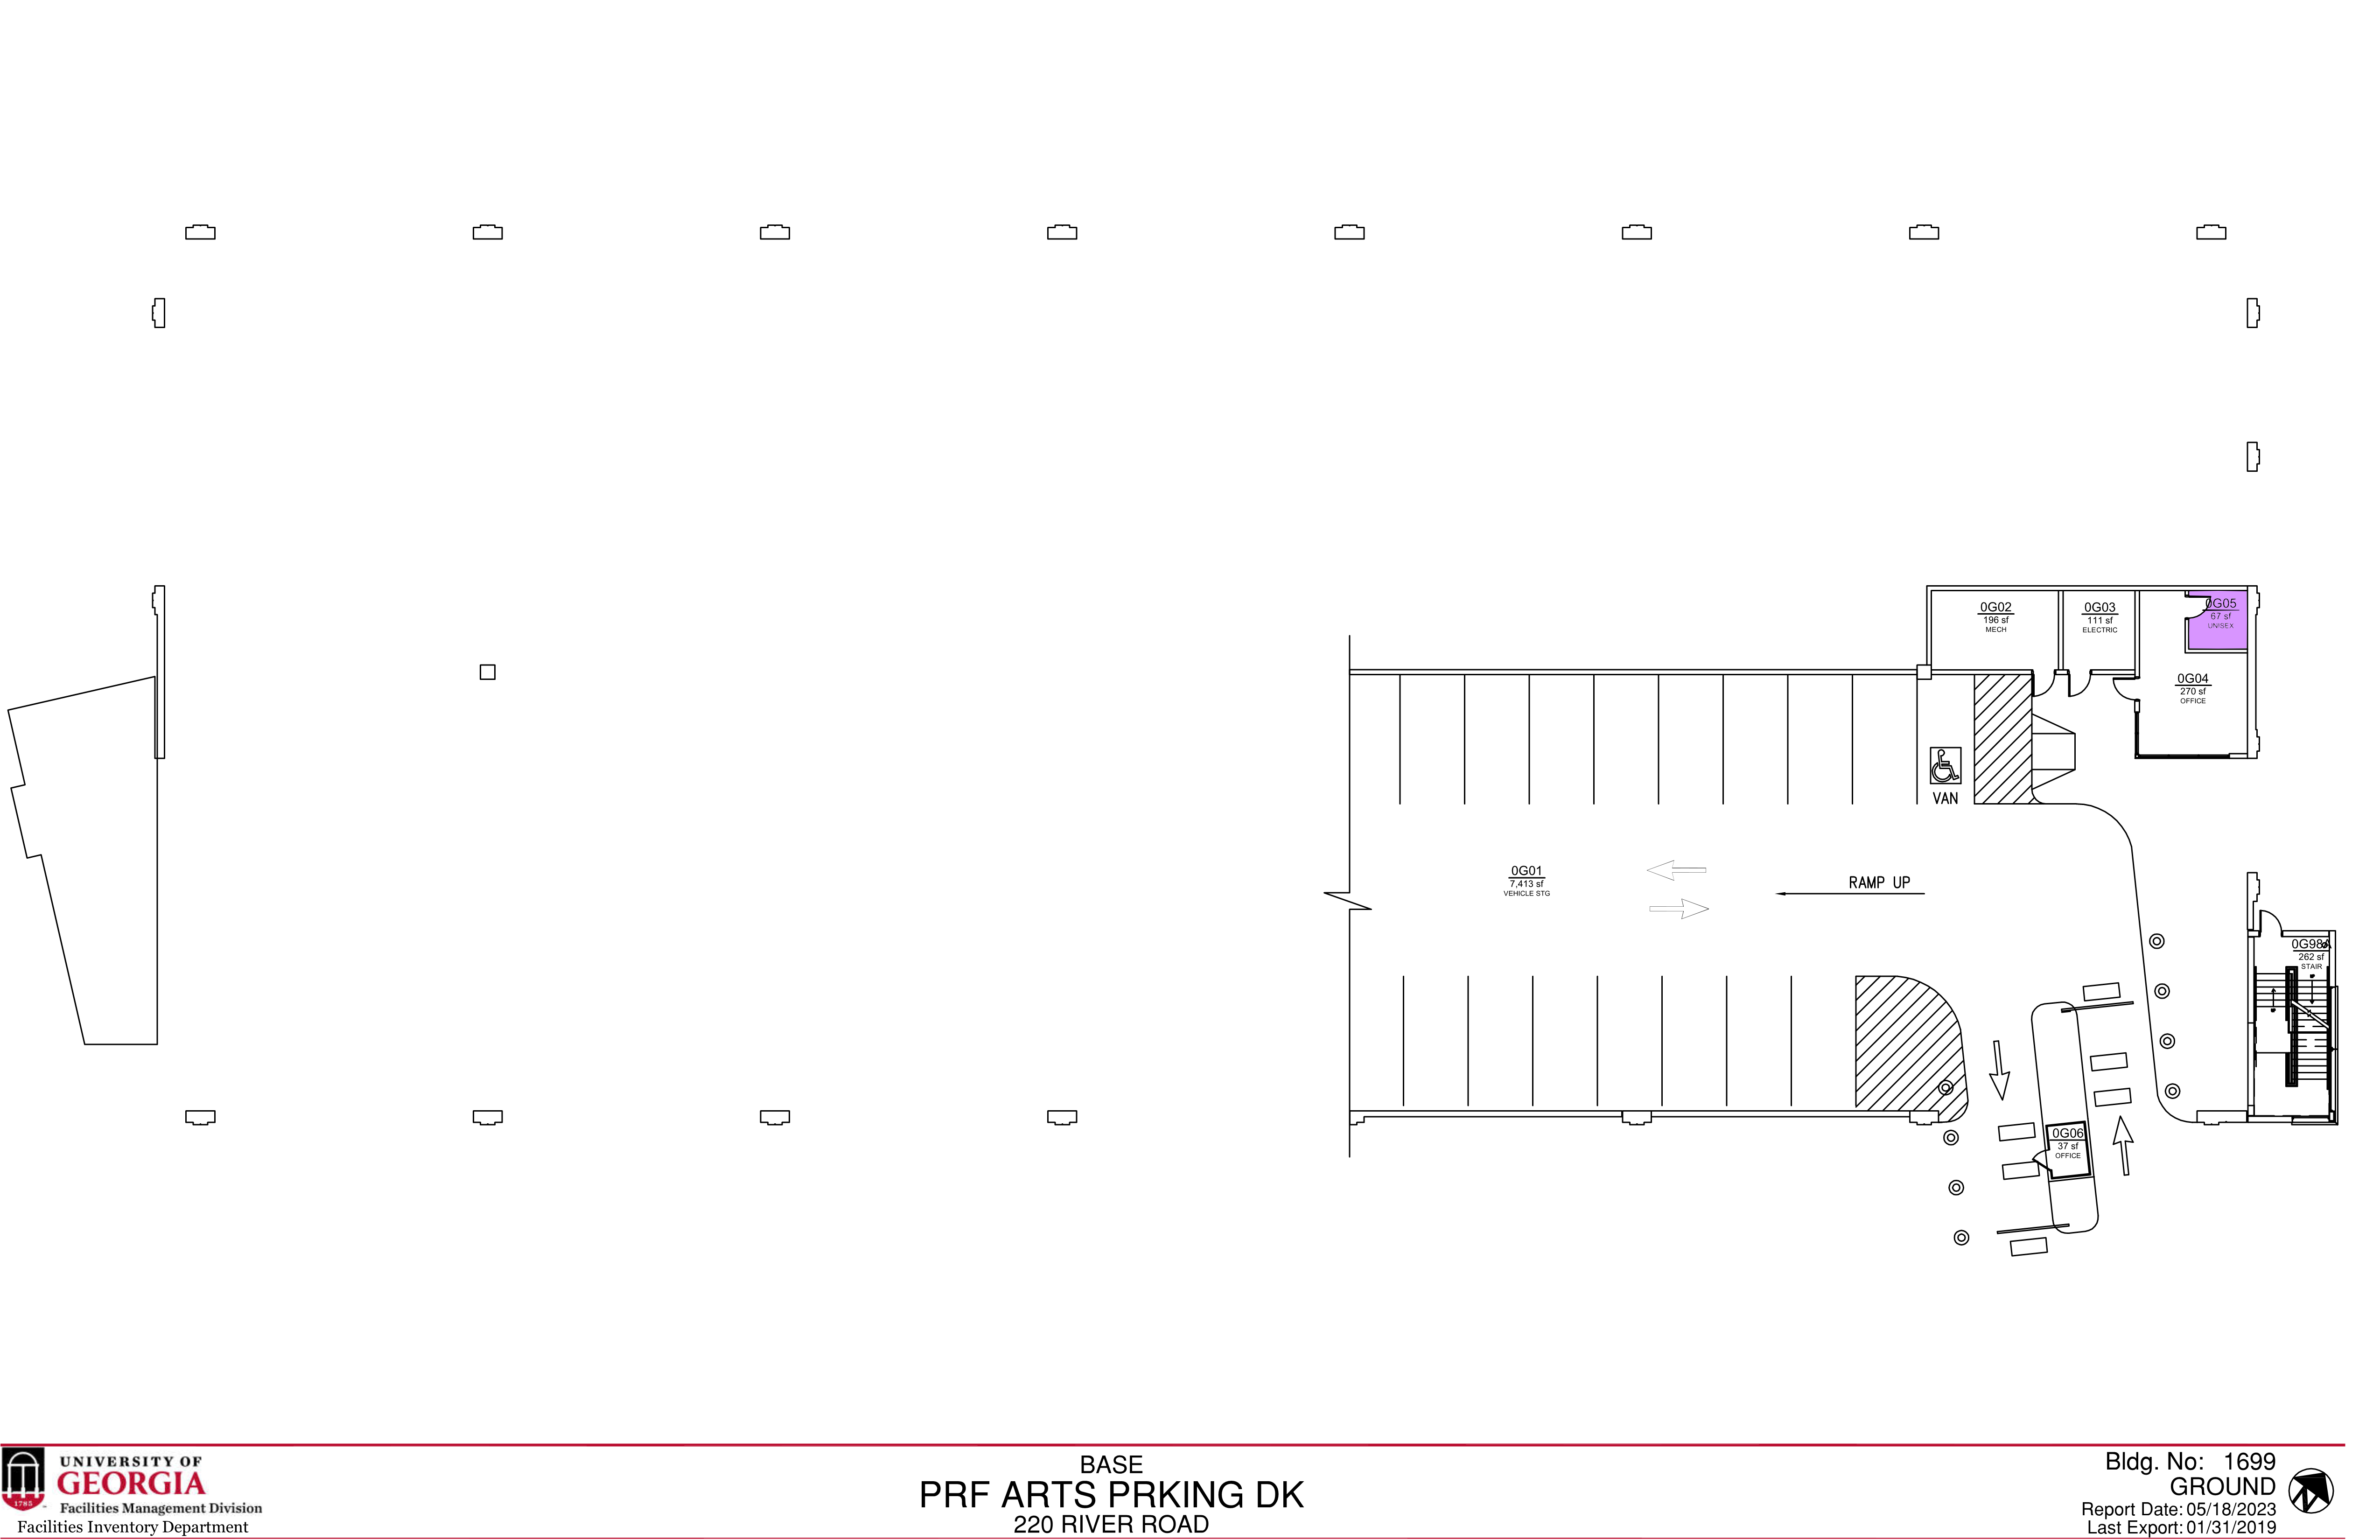 0G02
196 sf
MECH
0G03
111 sf
ELECTRIC
0G05
67 sf
UNISEX
0G04
270 sf
OFFICE
VAN
0G01
7,413 sf
VEHICLE STG
RAMP UP
0G98A
262 sf
STAIR
0G06
37 sf
OFFICE
UNIVERSITY OF
GEORGIA
1785
Facilities Management Division
Facilities Inventory Department
BASE
PRF ARTS PRKING DK
220 RIVER ROAD
Bldg. No: 1699
GROUND
Report Date: 05/18/2023
Last Export: 01/31/2019